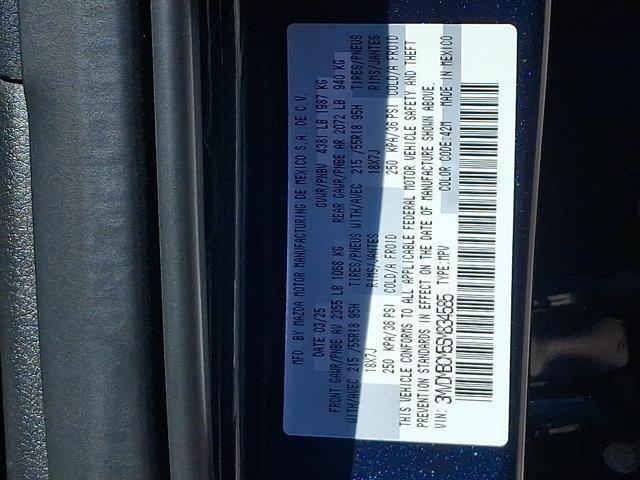 MFD. BY MAZDA MOTOR MANUFACTURING DE MEXICO S.A. DE C.V.
DATE 03/25 GVWR/PNBV 4381 LB 1987 KG
FRONT GAWR/PNBE AV 2355 LB 1068 KG REAR GAWR/PNBE AR 2072 LB 940 KG
WITH/AVEC 215 /55R18 95H TIRES/PNEUS WITH/AVEC 215 /55R18 95H TIRES/PNEUS
18X7J RIMS/JANTES 18X7J RIMS/JANTES
250 KPA/36 PSI COLD/A FROID 250 KPA/36 PSI COLD/A FROID
THIS VEHICLE CONFORMS TO ALL APPLICABLE FEDERAL MOTOR VEHICLE SAFETY AND THEFT
PREVENTION STANDARDS IN EFFECT ON THE DATE OF MANUFACTURE SHOWN ABOVE.
VIN: TYPE:MPV COLOR CODE:42M MADE IN MEXICO